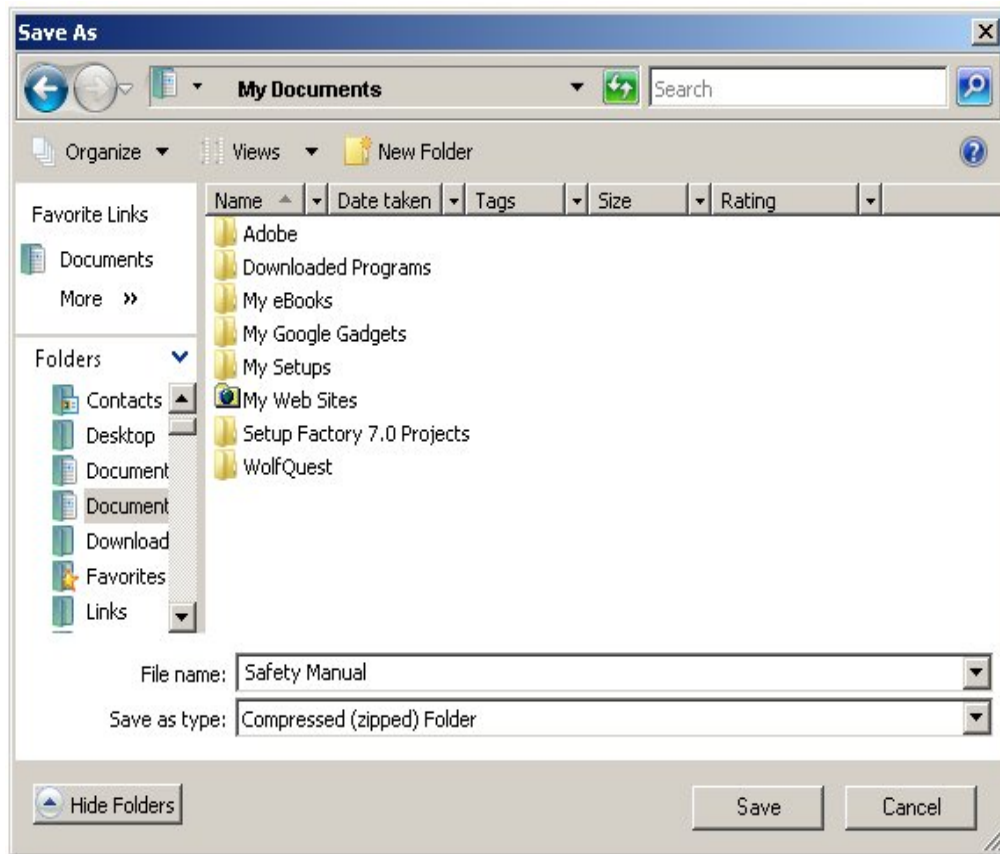 Save As
My Documents
Search
Organize Views New Folder
Favorite Links
Documents
More »
Folders
Contacts
Desktop
Document
Document
Download
Favorites
Links
Name Date taken Tags Size Rating
Adobe
Downloaded Programs
My eBooks
My Google Gadgets
My Setups
My Web Sites
Setup Factory 7.0 Projects
WolfQuest
File name: Safety Manual
Save as type: Compressed (zipped) Folder
Hide Folders Save Cancel